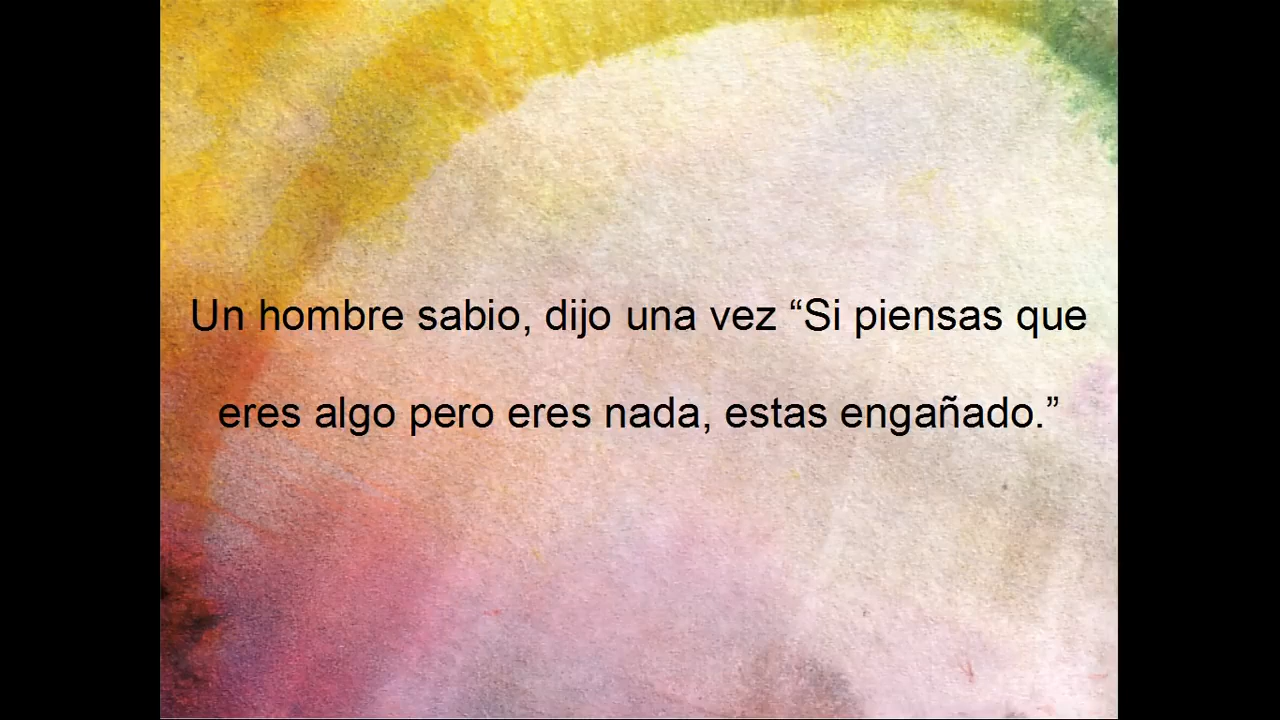 Un hombre sabio, dijo una vez “Si piensas que
eres algo pero eres nada, estas engañado.”